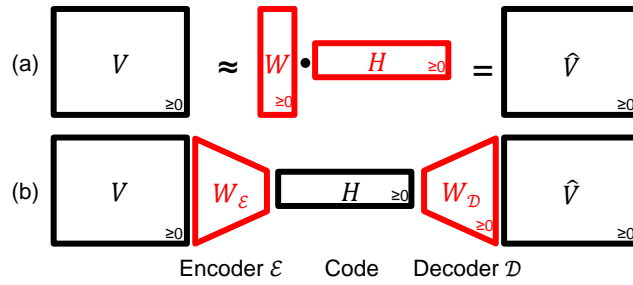 (a) V ≥0 ≈ W ≥0 • H ≥0 = V̂ ≥0
(b) V ≥0 W_ℰ H ≥0 W_𝒟 ≥0 V̂ ≥0
Encoder ℰ Code Decoder 𝒟